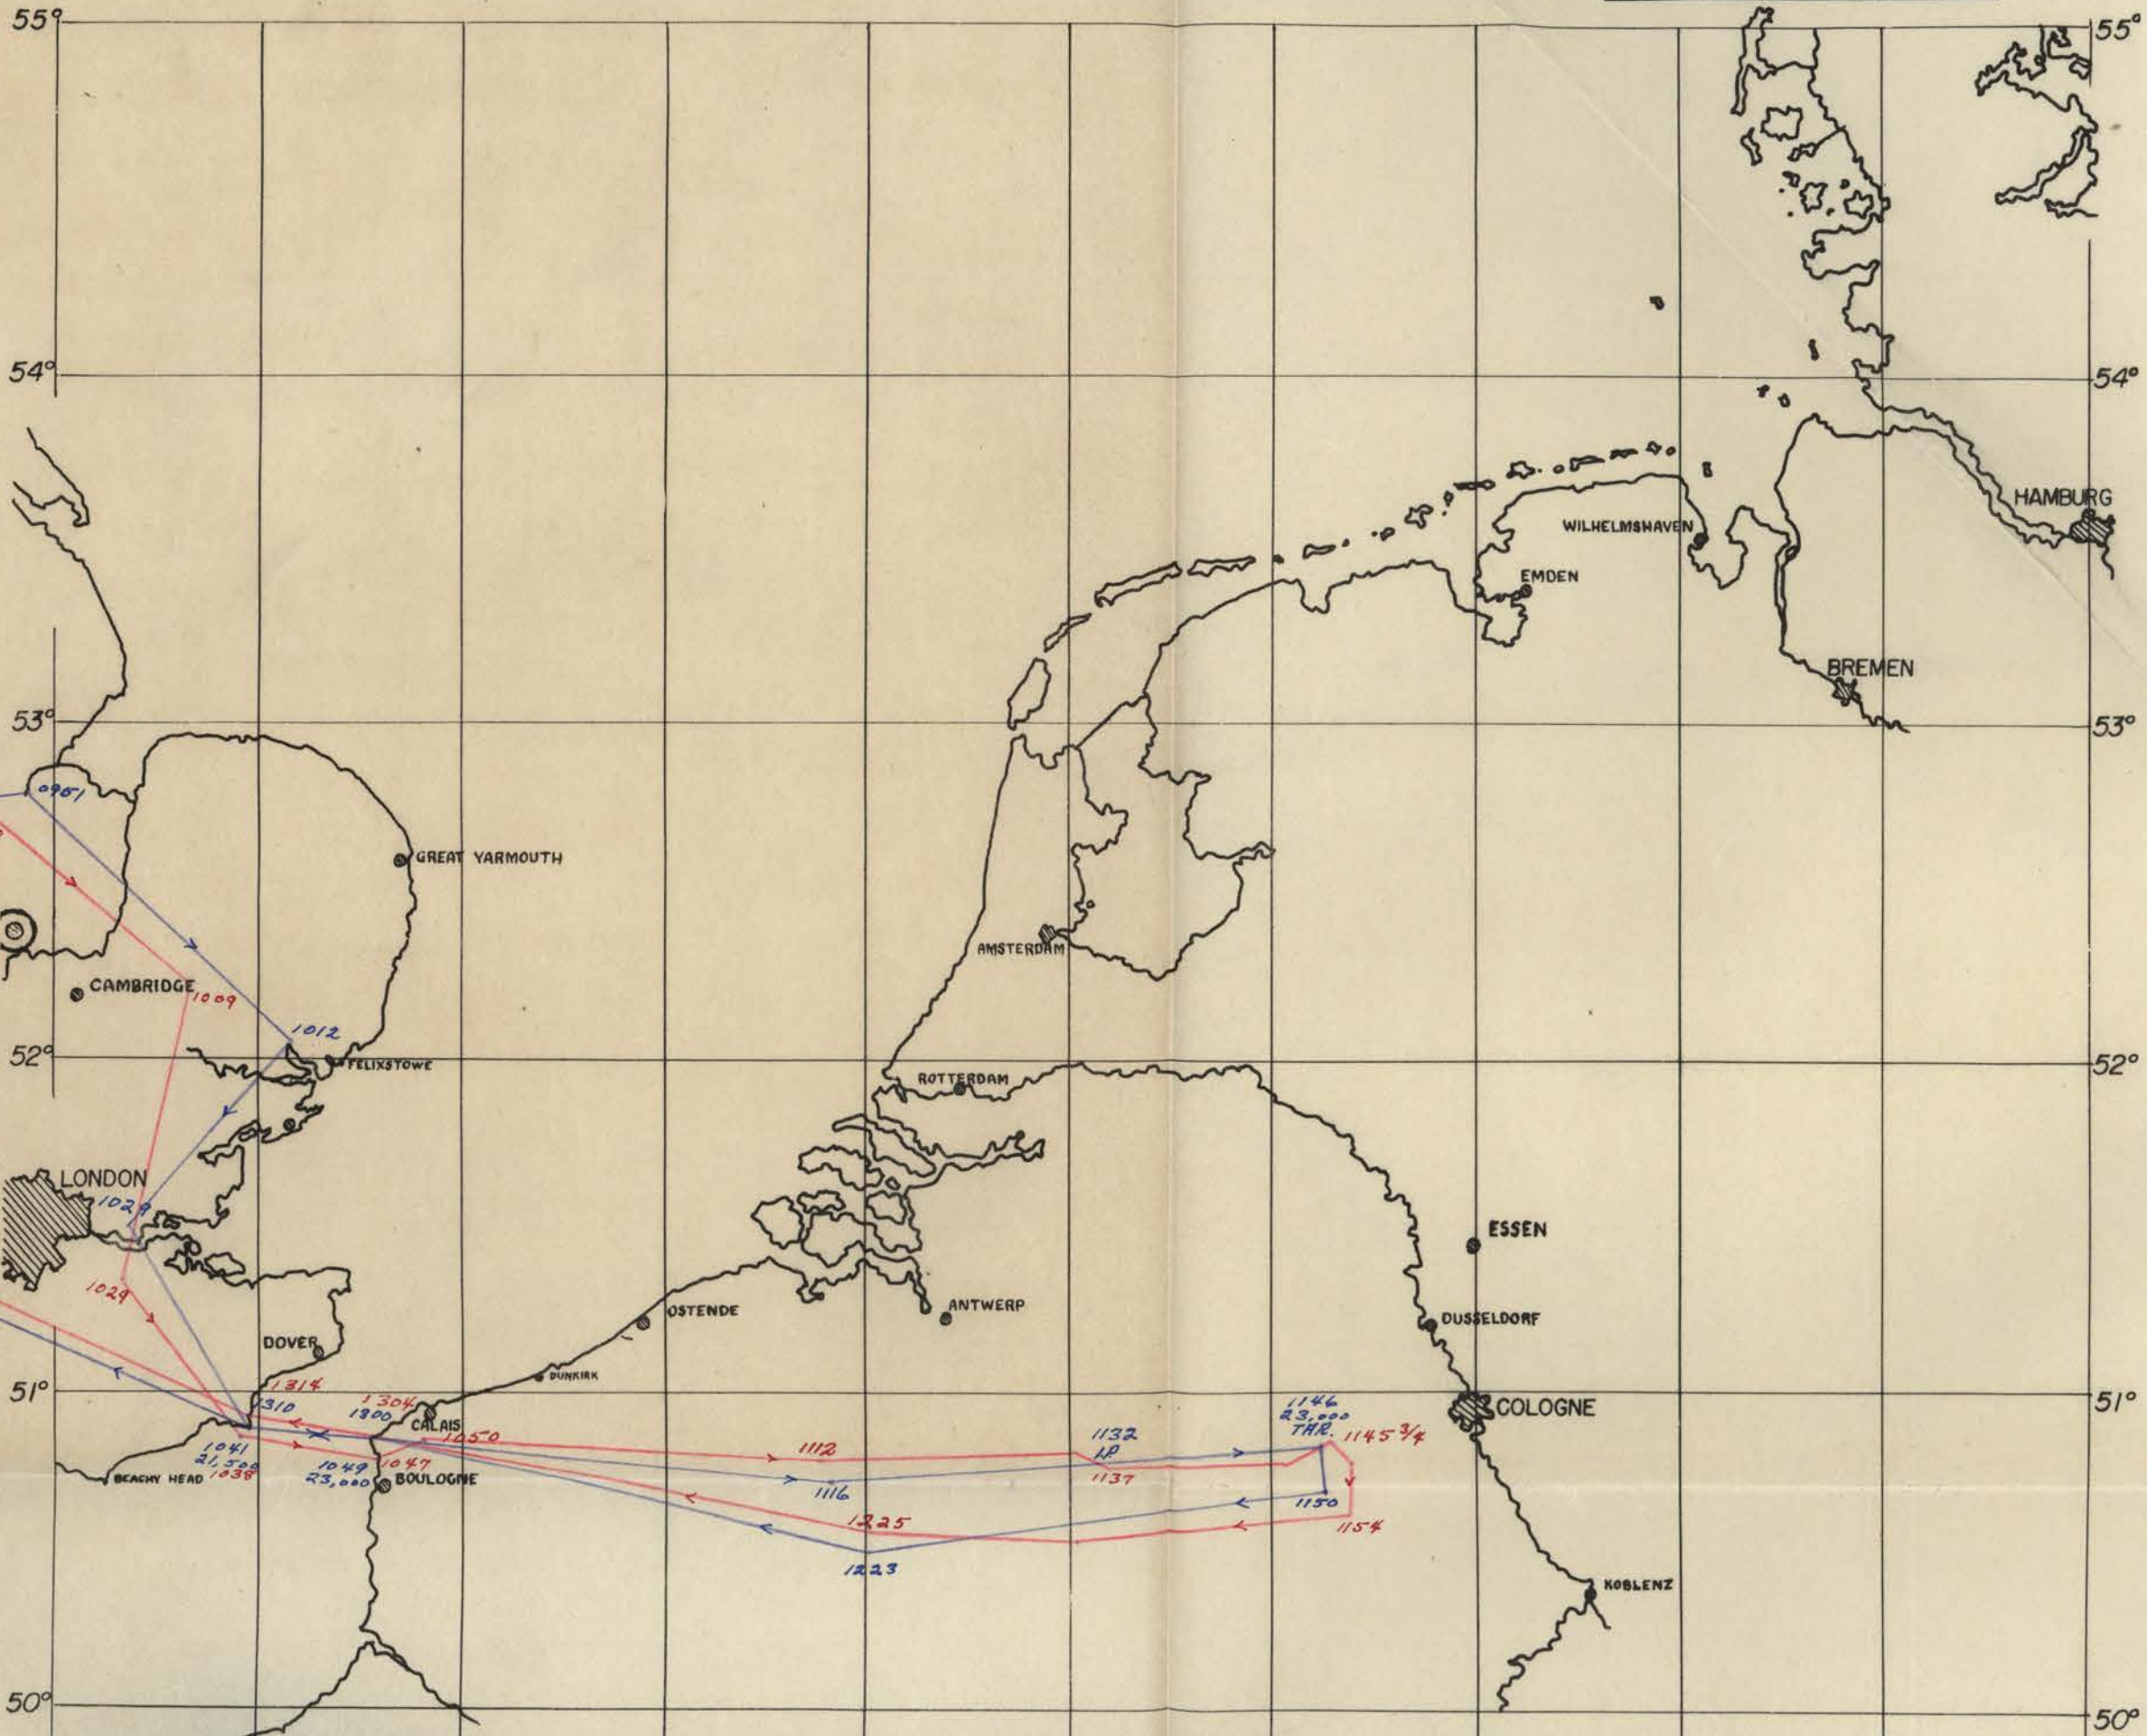 55°
55°
54°
54°
HAMBURG
WILHELMSHAVEN
EMDEN
BREMEN
53°
53°
0951
GREAT YARMOUTH
AMSTERDAM
CAMBRIDGE
1009
1012
52°
FELIXSTOWE
52°
ROTTERDAM
LONDON
1029
ESSEN
1029
OSTENDE
ANTWERP
DUSSELDORF
DOVER
DUNKIRK
51°
51°
1314
1310
1304
1300
CALAIS
1050
1146
23,000
TAR.
1145 3/4
COLOGNE
1041
21,500
1038
BEACHY HEAD
1049
23,000
1047
BOULOGNE
1112
1116
1132
I.P.
1137
1150
1154
1225
1223
KOBLENZ
50°
50°